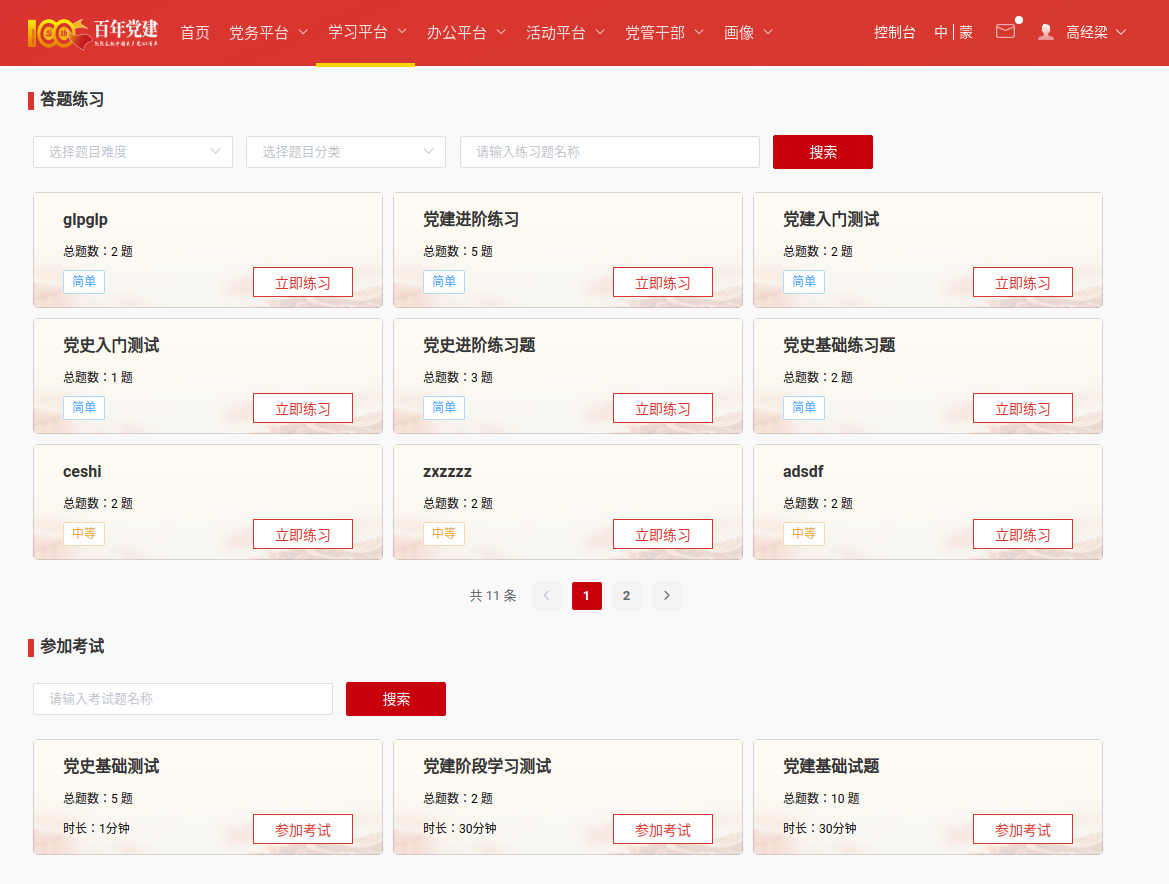 100 百年党建
首页 党务平台 学习平台 办公平台 活动平台 党管干部 画像 控制台 中 | 蒙 高经梁
答题练习
选择题目难度 选择题目分类 请输入练习题名称 搜索
glpglp 党建进阶练习 党建入门测试
总题数：2 题 总题数：5 题 总题数：2 题
简单 立即练习 简单 立即练习 简单 立即练习
党史入门测试 党史进阶练习题 党史基础练习题
总题数：1 题 总题数：3 题 总题数：2 题
简单 立即练习 简单 立即练习 简单 立即练习
ceshi zxzzzz adsdf
总题数：2 题 总题数：2 题 总题数：2 题
中等 立即练习 中等 立即练习 中等 立即练习
共 11 条 1 2
参加考试
请输入考试题名称 搜索
党史基础测试 党建阶段学习测试 党建基础试题
总题数：5 题 总题数：2 题 总题数：10 题
时长：1分钟 参加考试 时长：30分钟 参加考试 时长：30分钟 参加考试